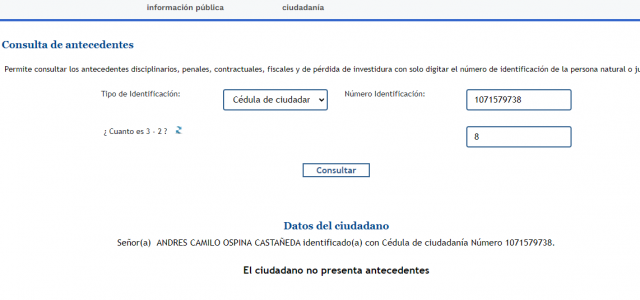 información pública ciudadanía
Consulta de antecedentes
Permite consultar los antecedentes disciplinarios, penales, contractuales, fiscales y de pérdida de investidura con solo digitar el número de identificación de la persona natural o ju
Tipo de Identificación: Cédula de ciudadar Número Identificación: 1071579738
¿ Cuanto es 3 - 2 ? 8
Consultar
Datos del ciudadano
Señor(a) ANDRES CAMILO OSPINA CASTAÑEDA identificado(a) con Cédula de ciudadanía Número 1071579738.
El ciudadano no presenta antecedentes